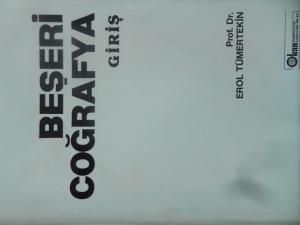 BEŞERİ
COĞRAFYA
GİRİŞ
Prof. Dr.
EROL TÜMERTEKİN